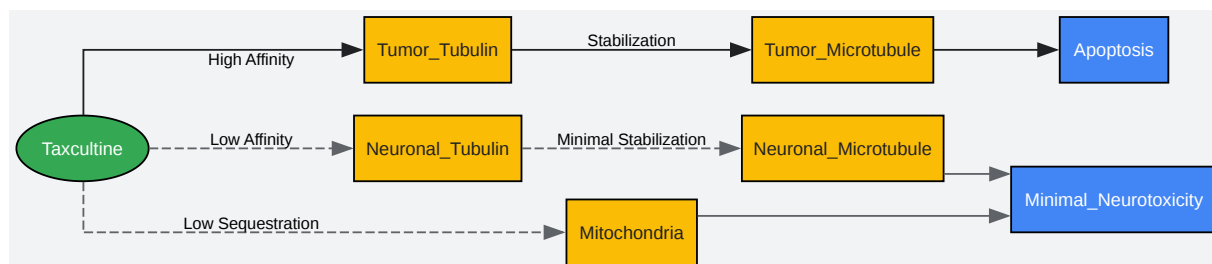 Tumor_Tubulin
Stabilization
Tumor_Microtubule
Apoptosis
High Affinity
Taxcultine
Low Affinity
Neuronal_Tubulin
Minimal Stabilization
Neuronal_Microtubule
Minimal_Neurotoxicity
Low Sequestration
Mitochondria